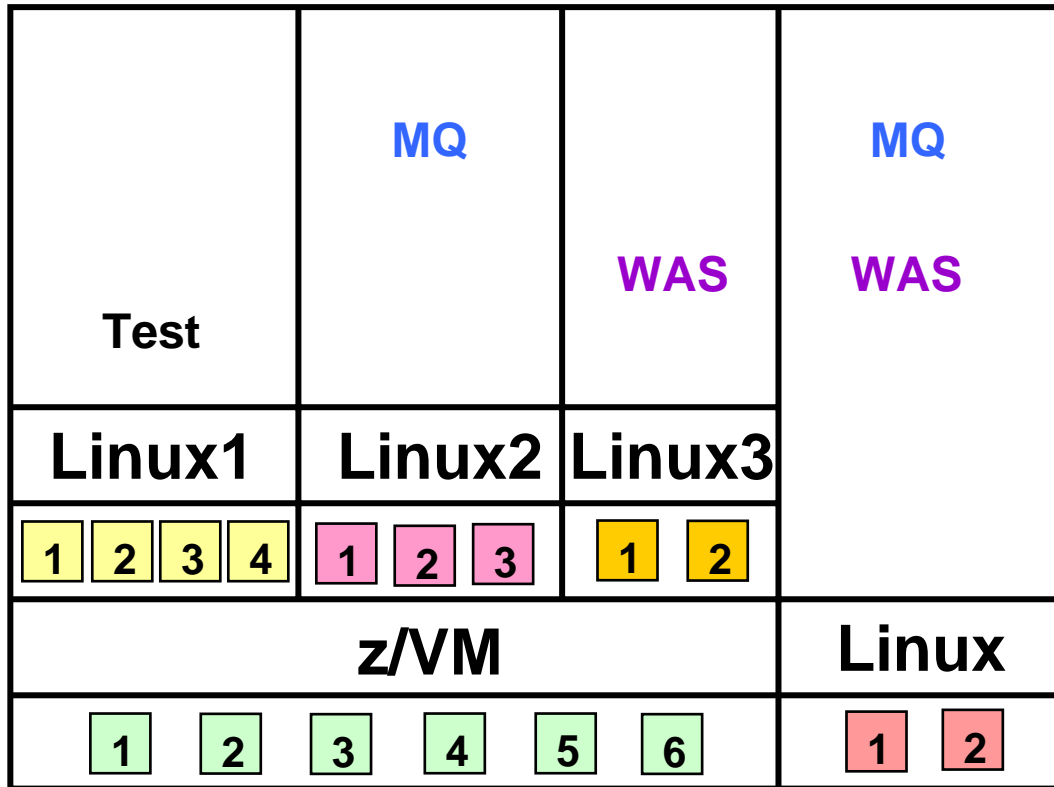 MQ MQ
WAS WAS
Test
Linux1 Linux2 Linux3
1 2 3 4 1 2 3 1 2
z/VM Linux
1 2 3 4 5 6 1 2